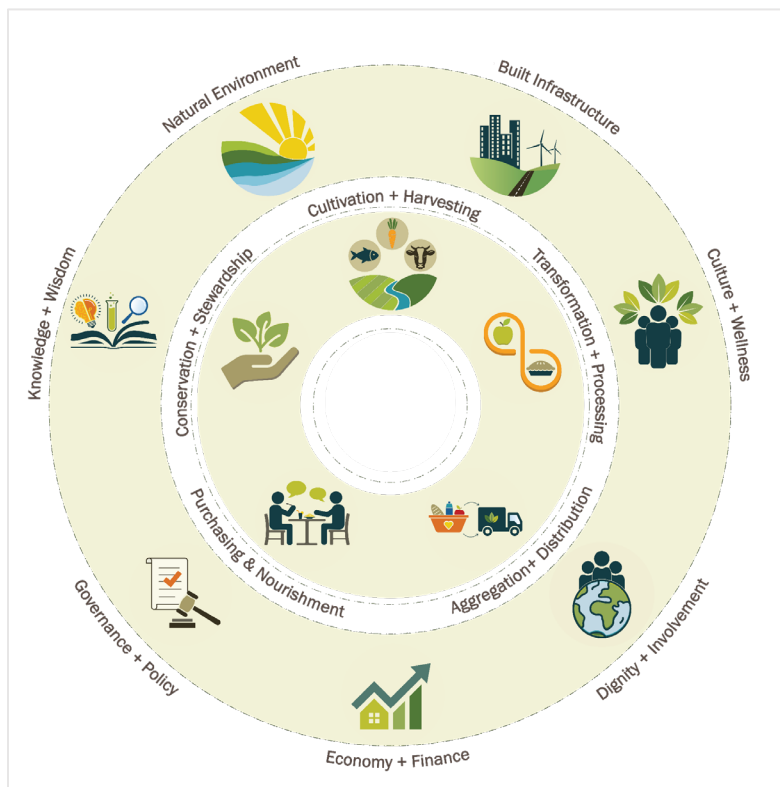 Natural Environment
Built Infrastructure
Culture + Wellness
Dignity + Involvement
Economy + Finance
Governance + Policy
Knowledge + Wisdom
Cultivation + Harvesting
Transformation + Processing
Aggregation+ Distribution
Purchasing & Nourishment
Conservation + Stewardship